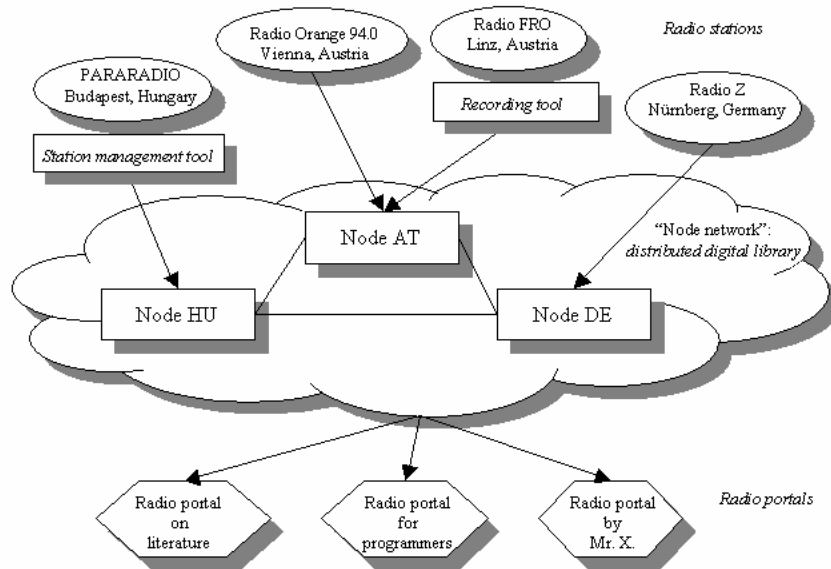 Radio Orange 94.0
Vienna, Austria
Radio FRO
Linz, Austria
Radio stations
PARARADIO
Budapest, Hungary
Recording tool
Radio Z
Nürnberg, Germany
Station management tool
Node AT
“Node network”:
distributed digital library
Node HU
Node DE
Radio portal
on
literature
Radio portal
for
programmers
Radio portal
by
Mr. X.
Radio portals